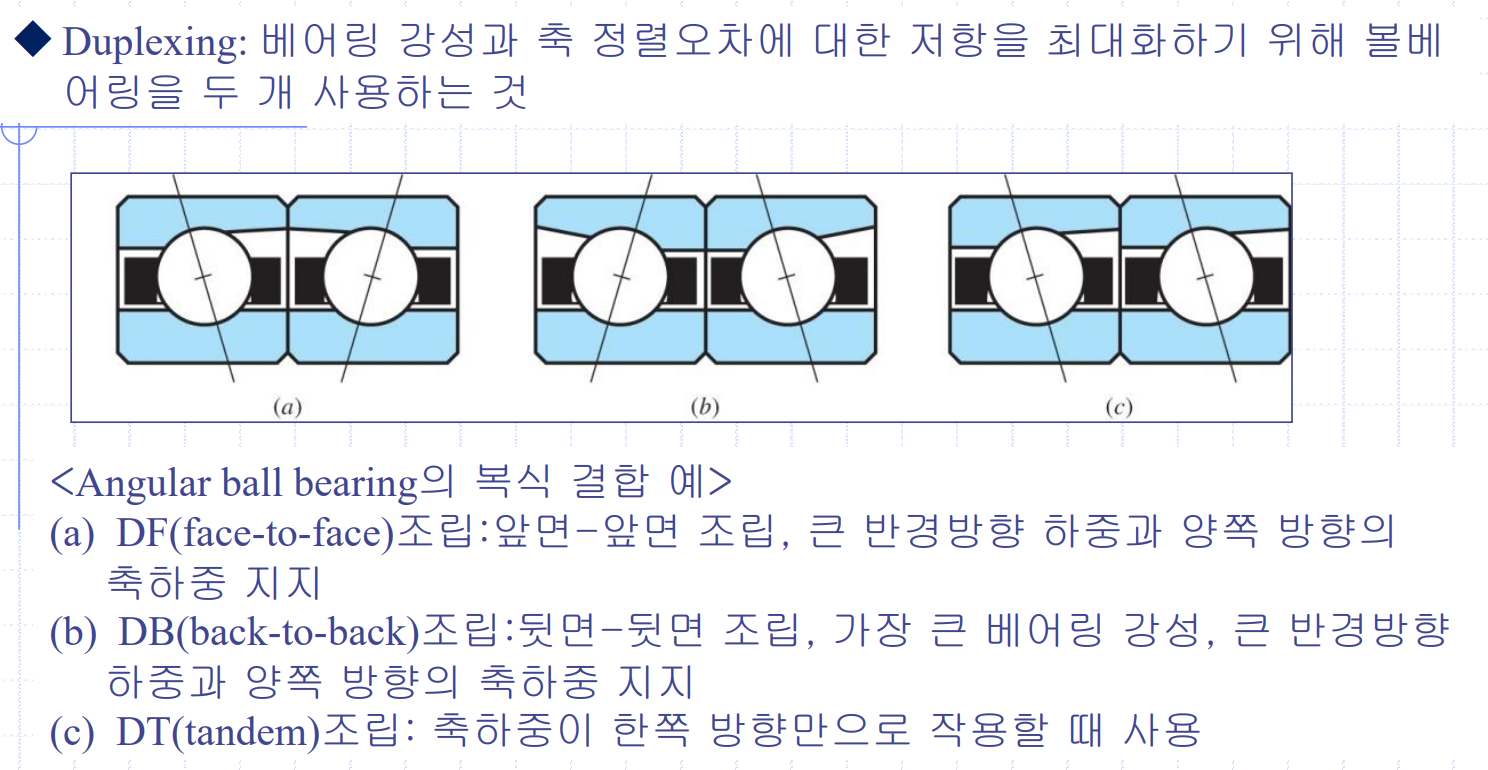 ◆ Duplexing: 베어링 강성과 축 정렬오차에 대한 저항을 최대화하기 위해 볼베
어링을 두 개 사용하는 것
(a) (b) (c)
<Angular ball bearing의 복식 결합 예>
(a) DF(face-to-face)조립:앞면-앞면 조립, 큰 반경방향 하중과 양쪽 방향의
축하중 지지
(b) DB(back-to-back)조립:뒷면-뒷면 조립, 가장 큰 베어링 강성, 큰 반경방향
하중과 양쪽 방향의 축하중 지지
(c) DT(tandem)조립: 축하중이 한쪽 방향만으로 작용할 때 사용